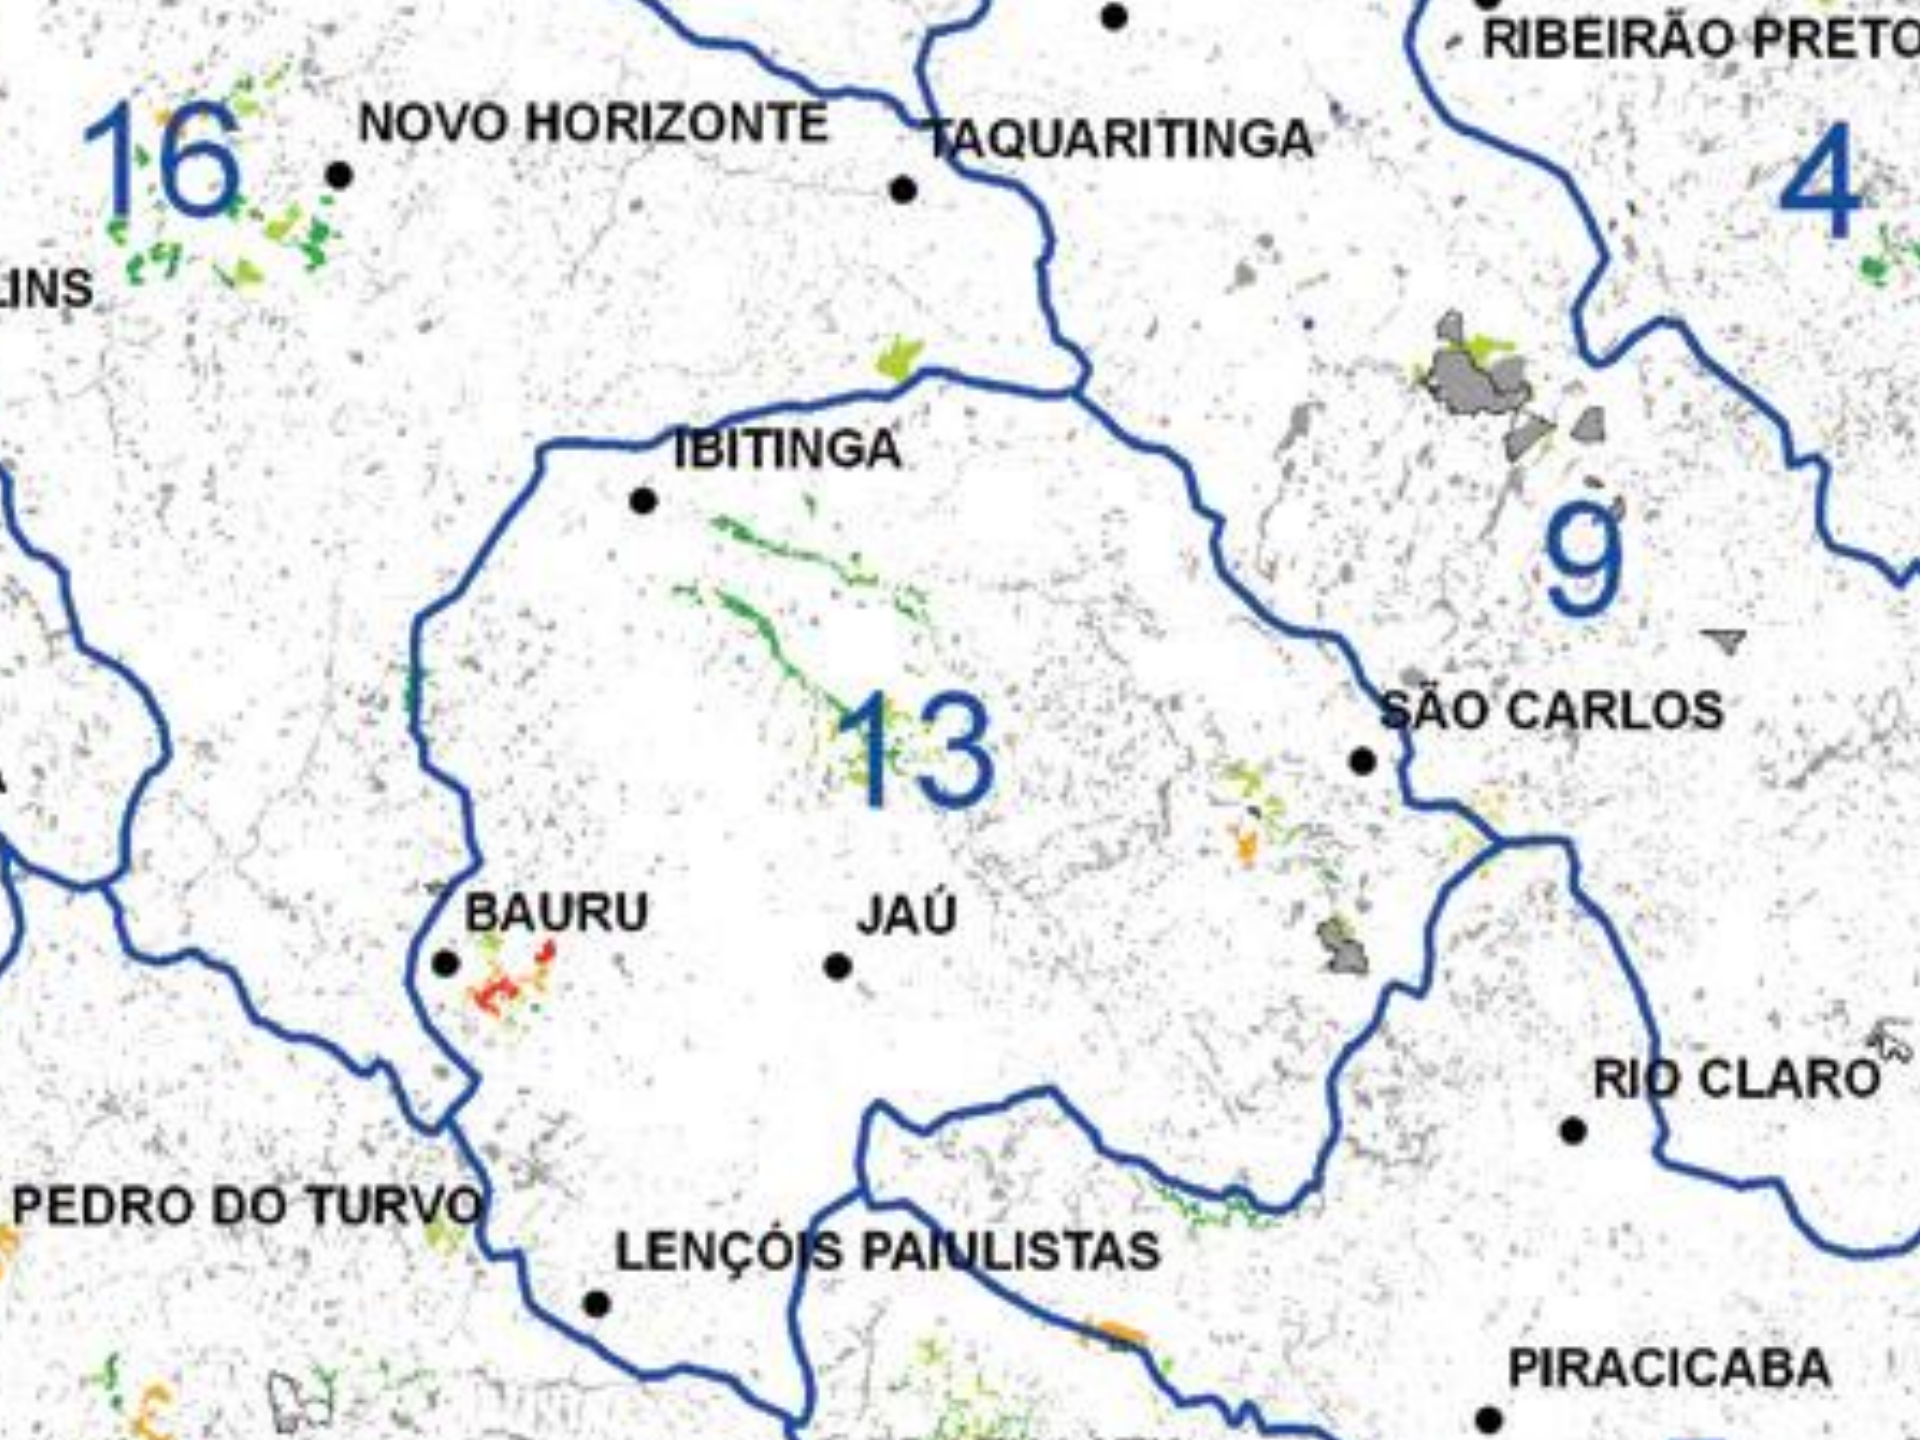 RIBEIRÃO PRETO
NOVO HORIZONTE
TAQUARITINGA
16
4
LINS
IBITINGA
9
SÃO CARLOS
13
BAURU
JAÚ
RIO CLARO
PEDRO DO TURVO
LENÇÓIS PAIULISTAS
PIRACICABA